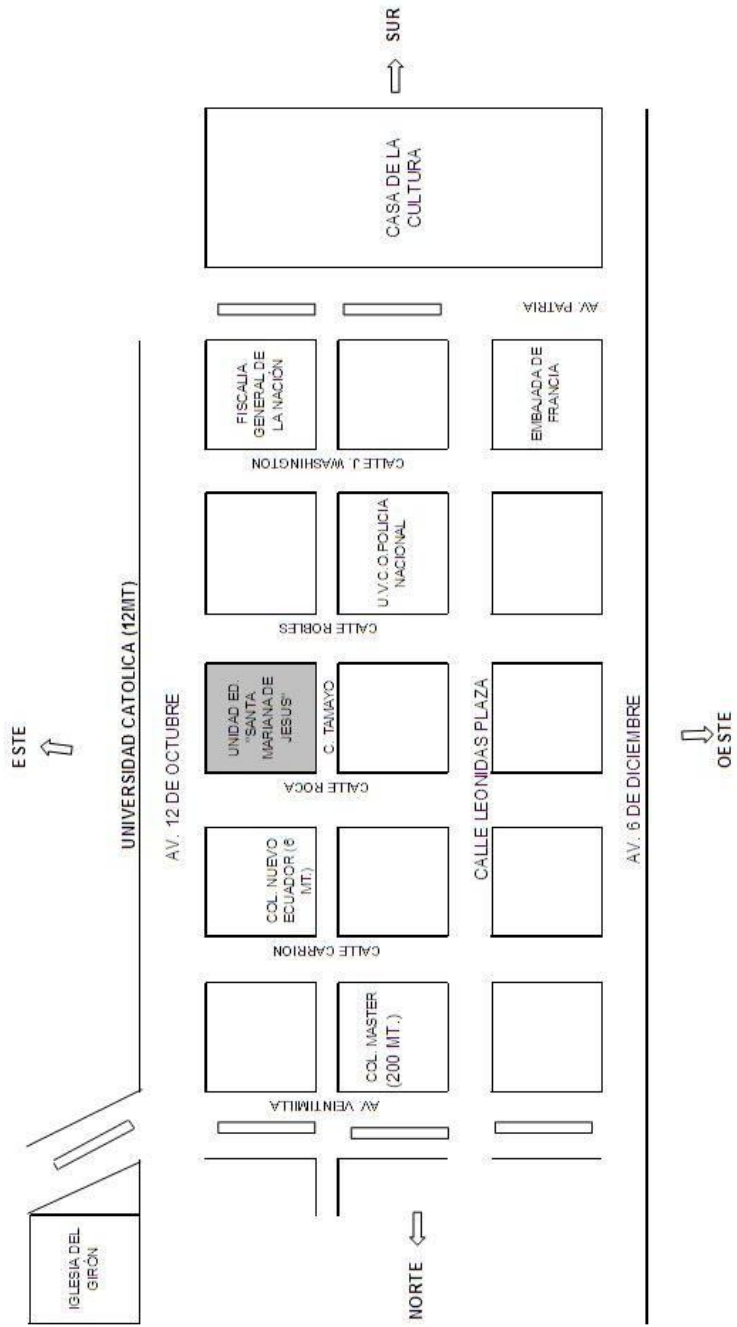 ESTE
SUR
UNIVERSIDAD CATOLICA (12MT)
AV. 12 DE OCTUBRE
IGLESIA DEL
GIRÓN
COL. NUEVO
ECUADOR (6
MT.)
UNIDAD ED.
"SANTA
MARIANA DE
JESUS"
FISCALIA
GENERAL DE
LA NACIÓN
CASA DE LA
CULTURA
AV. VEINTIMILLA
CALLE CARRION
CALLE ROCA
C. TAMAYO
CALLE ROBLES
CALLE J. WASHINGTON
AV. PATRIA
COL. MASTER
(200 MT.)
U.V.C.O.POLICIA
NACIONAL
NORTE
CALLE LEONIDAS PLAZA
EMBAJADA DE
FRANCIA
AV. 6 DE DICIEMBRE
OESTE